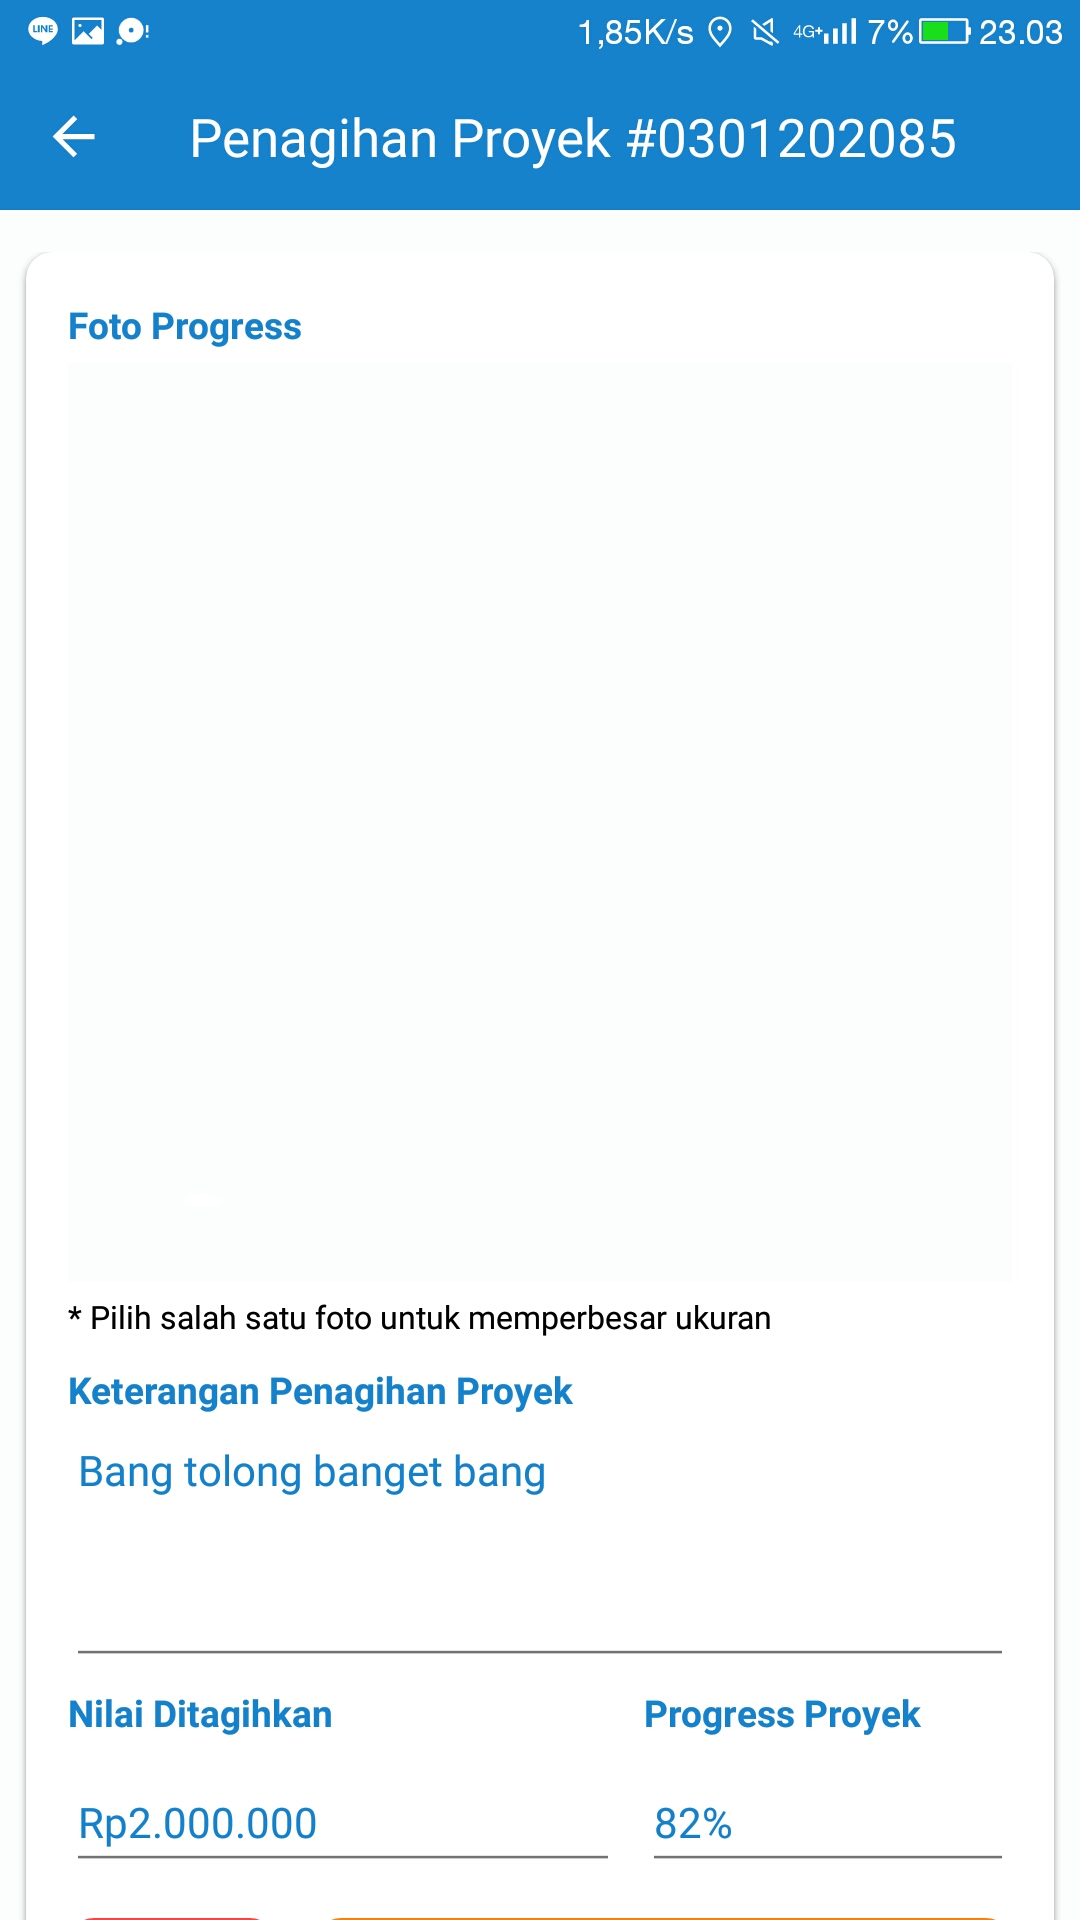 LINE
1,85K/s 4G+ 7% 23.03
Penagihan Proyek #0301202085
Foto Progress
* Pilih salah satu foto untuk memperbesar ukuran
Keterangan Penagihan Proyek
Bang tolong banget bang
Nilai Ditagihkan Progress Proyek
Rp2.000.000 82%